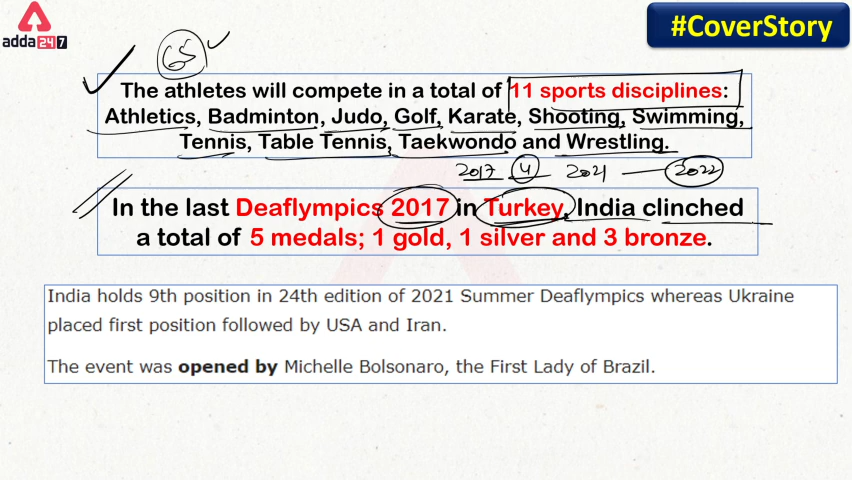 adda247
#CoverStory
65
The athletes will compete in a total of 11 sports disciplines:
Athletics, Badminton, Judo, Golf, Karate, Shooting, Swimming,
Tennis, Table Tennis, Taekwondo and Wrestling.
2017 4 2021 2022
In the last Deaflympics 2017 in Turkey, India clinched
a total of 5 medals; 1 gold, 1 silver and 3 bronze.
India holds 9th position in 24th edition of 2021 Summer Deaflympics whereas Ukraine
placed first position followed by USA and Iran.
The event was opened by Michelle Bolsonaro, the First Lady of Brazil.